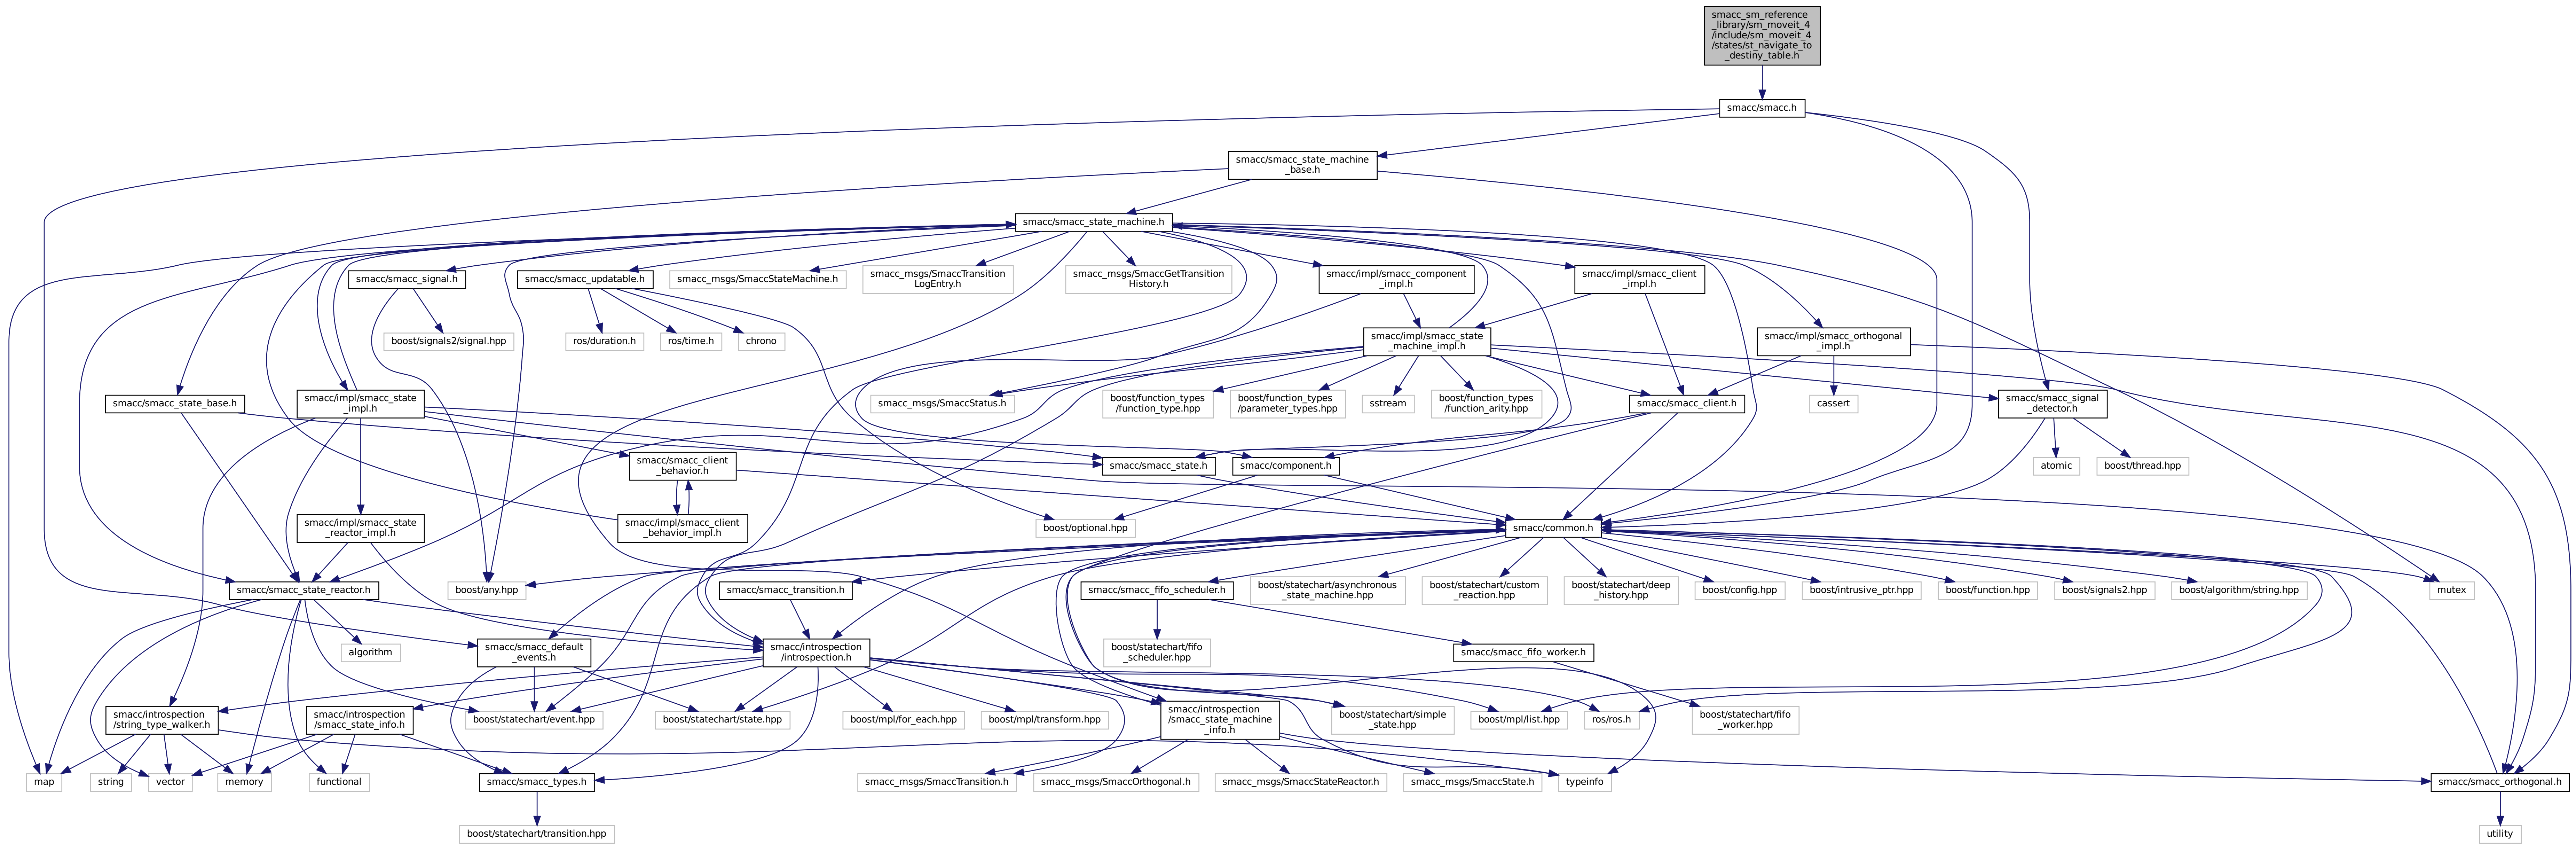 smacc_sm_reference
_library/sm_moveit_4
/include/sm_moveit_4
/states/st_navigate_to
_destiny_table.h
smacc/smacc.h
smacc/smacc_state_machine
_base.h
smacc/smacc_state_machine.h
smacc/smacc_signal.h
smacc/smacc_updatable.h
smacc_msgs/SmaccStateMachine.h
smacc_msgs/SmaccTransition
LogEntry.h
smacc_msgs/SmaccGetTransition
History.h
smacc/impl/smacc_component
_impl.h
smacc/impl/smacc_client
_impl.h
boost/signals2/signal.hpp
ros/duration.h
ros/time.h
chrono
smacc/impl/smacc_state
_machine_impl.h
smacc/impl/smacc_orthogonal
_impl.h
smacc/smacc_state_base.h
smacc/impl/smacc_state
_impl.h
smacc_msgs/SmaccStatus.h
boost/function_types
/function_type.hpp
boost/function_types
/parameter_types.hpp
sstream
boost/function_types
/function_arity.hpp
smacc/smacc_client.h
cassert
smacc/smacc_signal
_detector.h
smacc/smacc_client
_behavior.h
smacc/smacc_state.h
smacc/component.h
atomic
boost/thread.hpp
smacc/impl/smacc_state
_reactor_impl.h
smacc/impl/smacc_client
_behavior_impl.h
boost/optional.hpp
smacc/common.h
smacc/smacc_state_reactor.h
boost/any.hpp
smacc/smacc_transition.h
smacc/smacc_fifo_scheduler.h
boost/statechart/asynchronous
_state_machine.hpp
boost/statechart/custom
_reaction.hpp
boost/statechart/deep
_history.hpp
boost/config.hpp
boost/intrusive_ptr.hpp
boost/function.hpp
boost/signals2.hpp
boost/algorithm/string.hpp
mutex
algorithm
smacc/smacc_default
_events.h
smacc/introspection
/introspection.h
boost/statechart/fifo
_scheduler.hpp
smacc/smacc_fifo_worker.h
smacc/introspection
/string_type_walker.h
smacc/introspection
/smacc_state_info.h
boost/statechart/event.hpp
boost/statechart/state.hpp
boost/mpl/for_each.hpp
boost/mpl/transform.hpp
smacc/introspection
/smacc_state_machine
_info.h
boost/statechart/simple
_state.hpp
boost/mpl/list.hpp
ros/ros.h
boost/statechart/fifo
_worker.hpp
map
string
vector
memory
functional
smacc/smacc_types.h
smacc_msgs/SmaccTransition.h
smacc_msgs/SmaccOrthogonal.h
smacc_msgs/SmaccStateReactor.h
smacc_msgs/SmaccState.h
typeinfo
smacc/smacc_orthogonal.h
boost/statechart/transition.hpp
utility